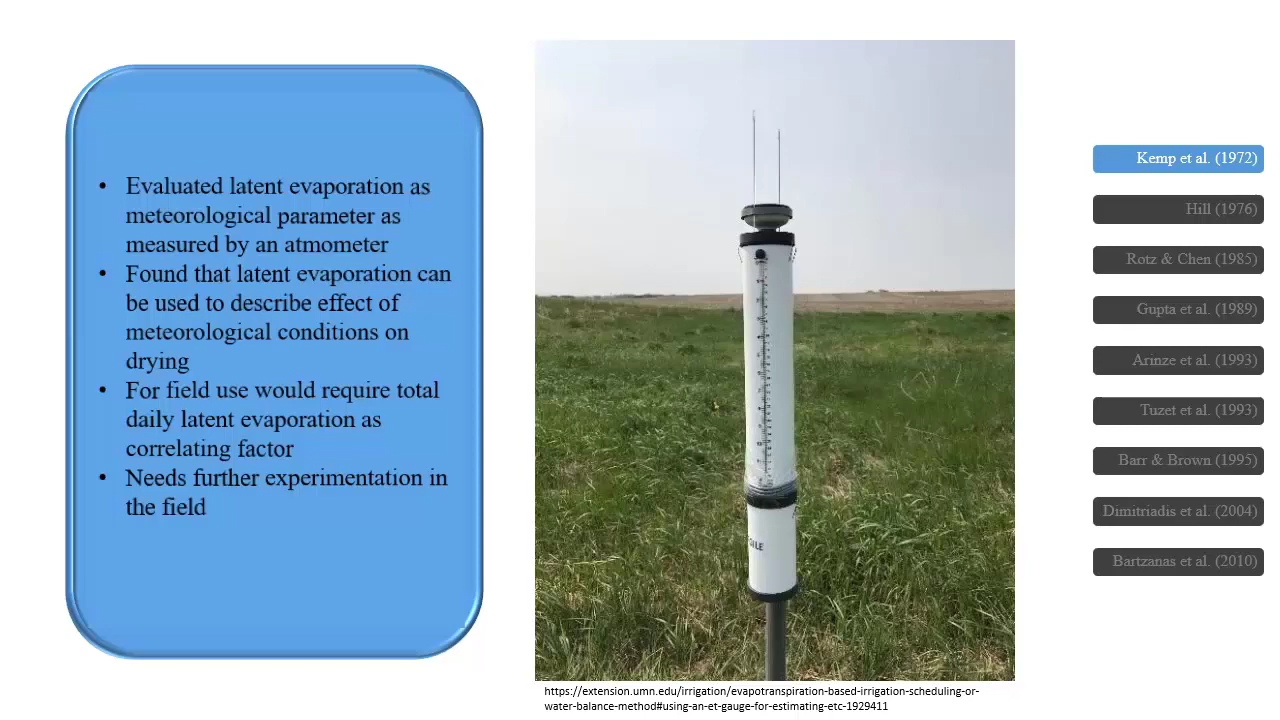 • Evaluated latent evaporation as
meteorological parameter as
measured by an atmometer
• Found that latent evaporation can
be used to describe effect of
meteorological conditions on
drying
• For field use would require total
daily latent evaporation as
correlating factor
• Needs further experimentation in
the field
https://extension.umn.edu/irrigation/evapotranspiration-based-irrigation-scheduling-or-
water-balance-method#using-an-et-gauge-for-estimating-etc-1929411
Kemp et al. (1972)
Hill (1976)
Rotz & Chen (1985)
Gupta et al. (1989)
Arinze et al. (1993)
Tuzet et al. (1993)
Barr & Brown (1995)
Dimitriadis et al. (2004)
Bartzanas et al. (2010)